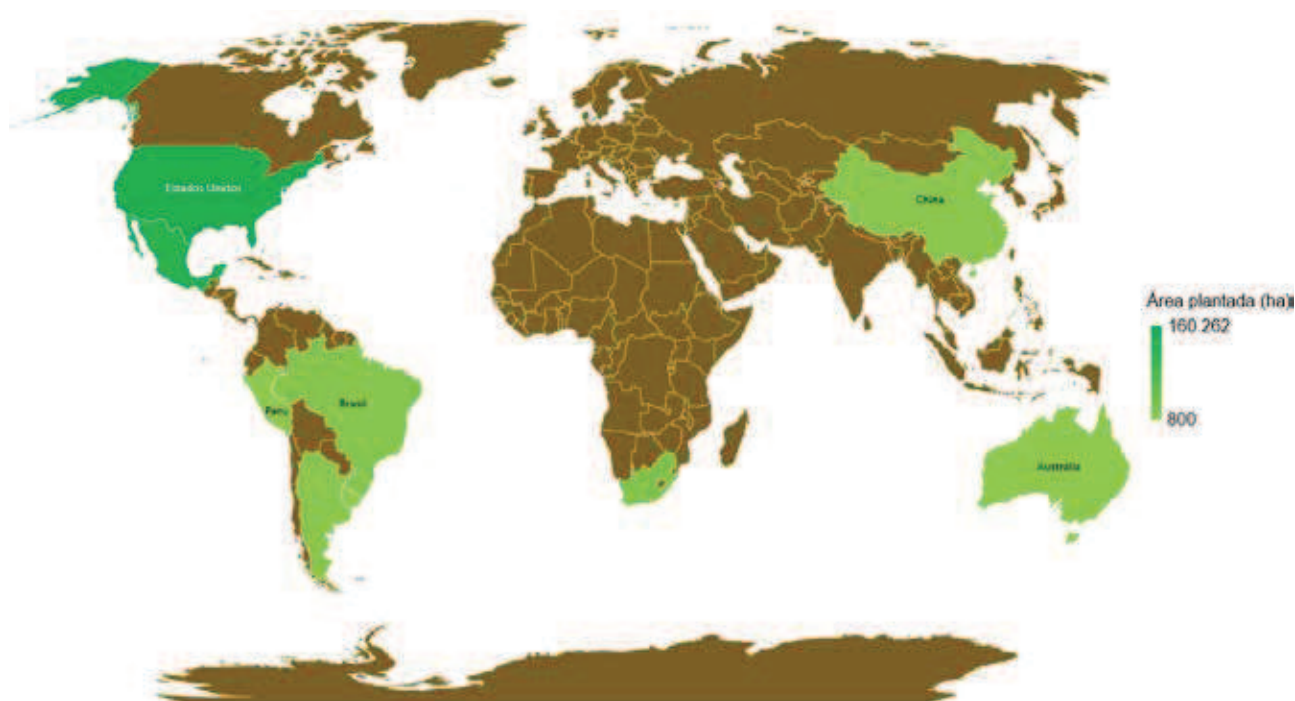 Estados Unidos
China
Área plantada (ha)
160.262
Peru
Brasil
800
Austrália